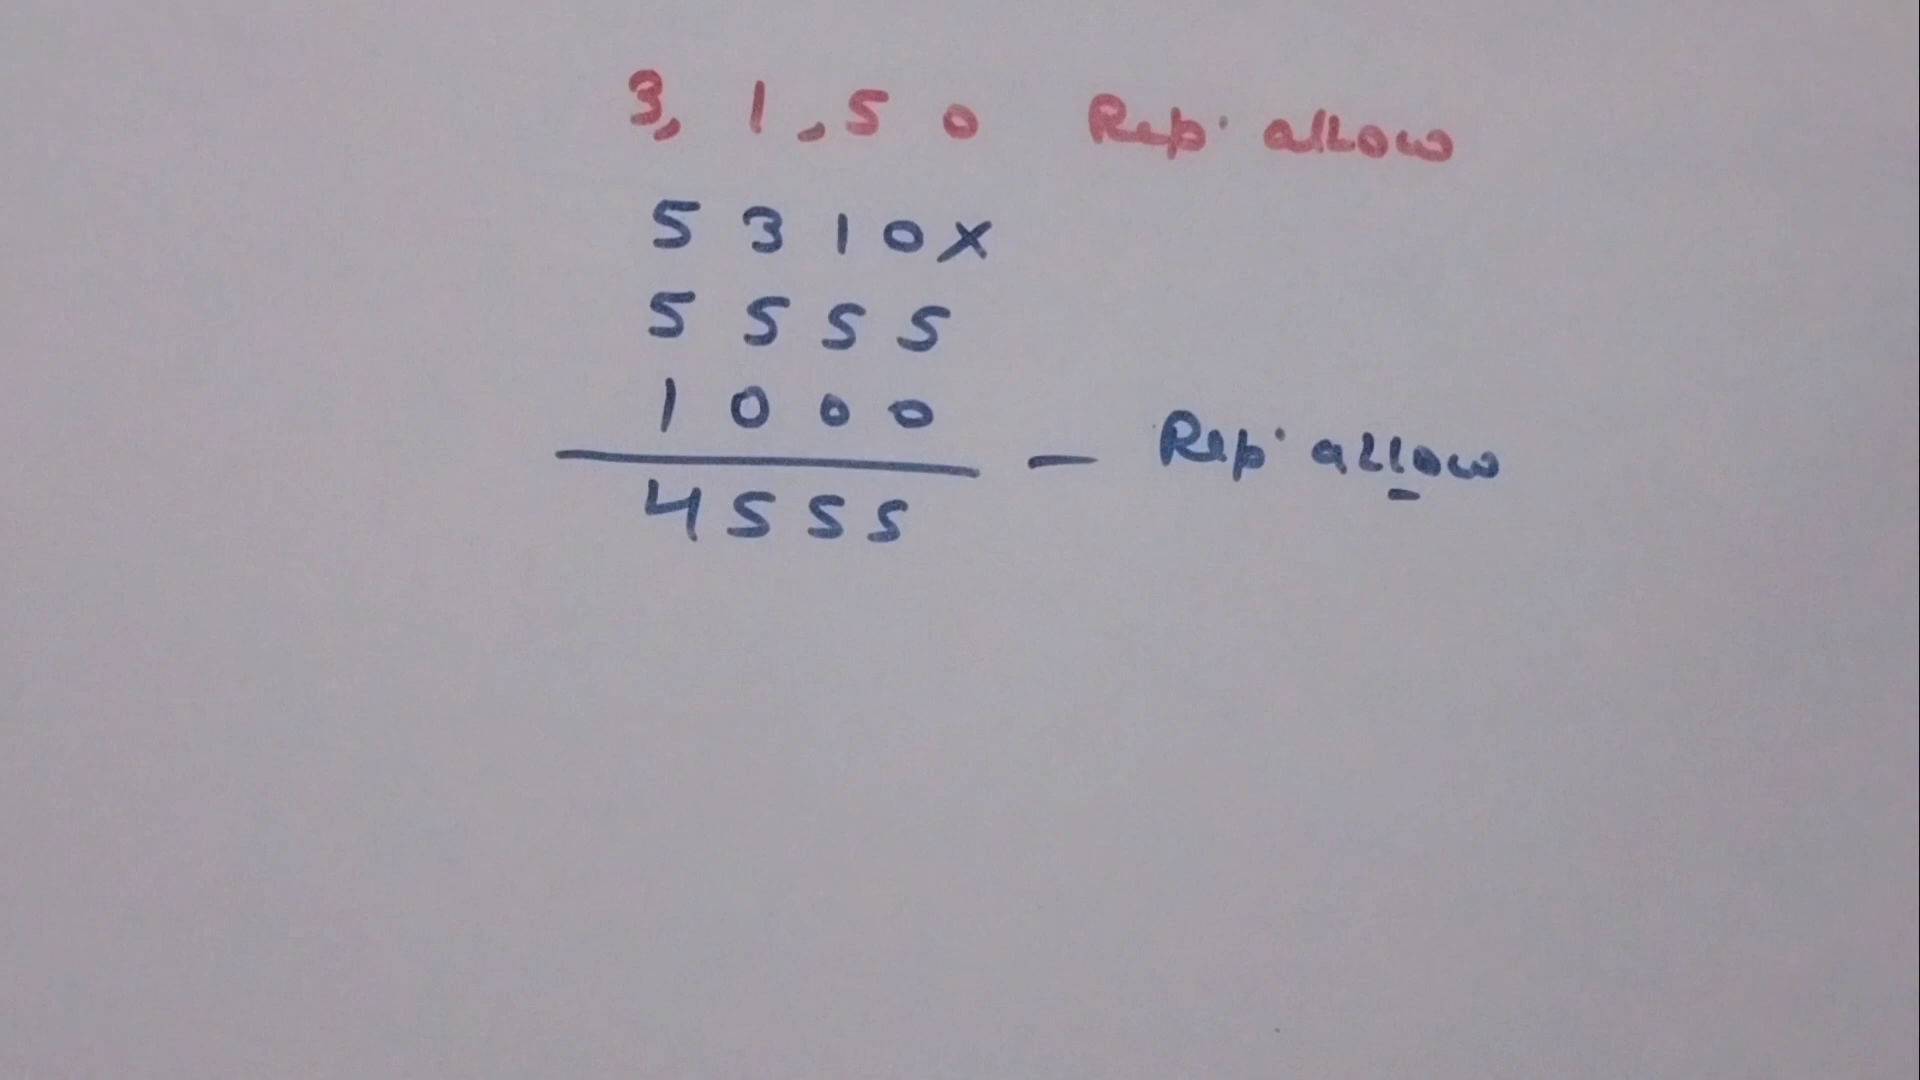 3, 1, 5 0 Rep. allow
5 3 1 0 x
5 5 5 5
1 0 0 0
— Rep. allow
4 5 5 5